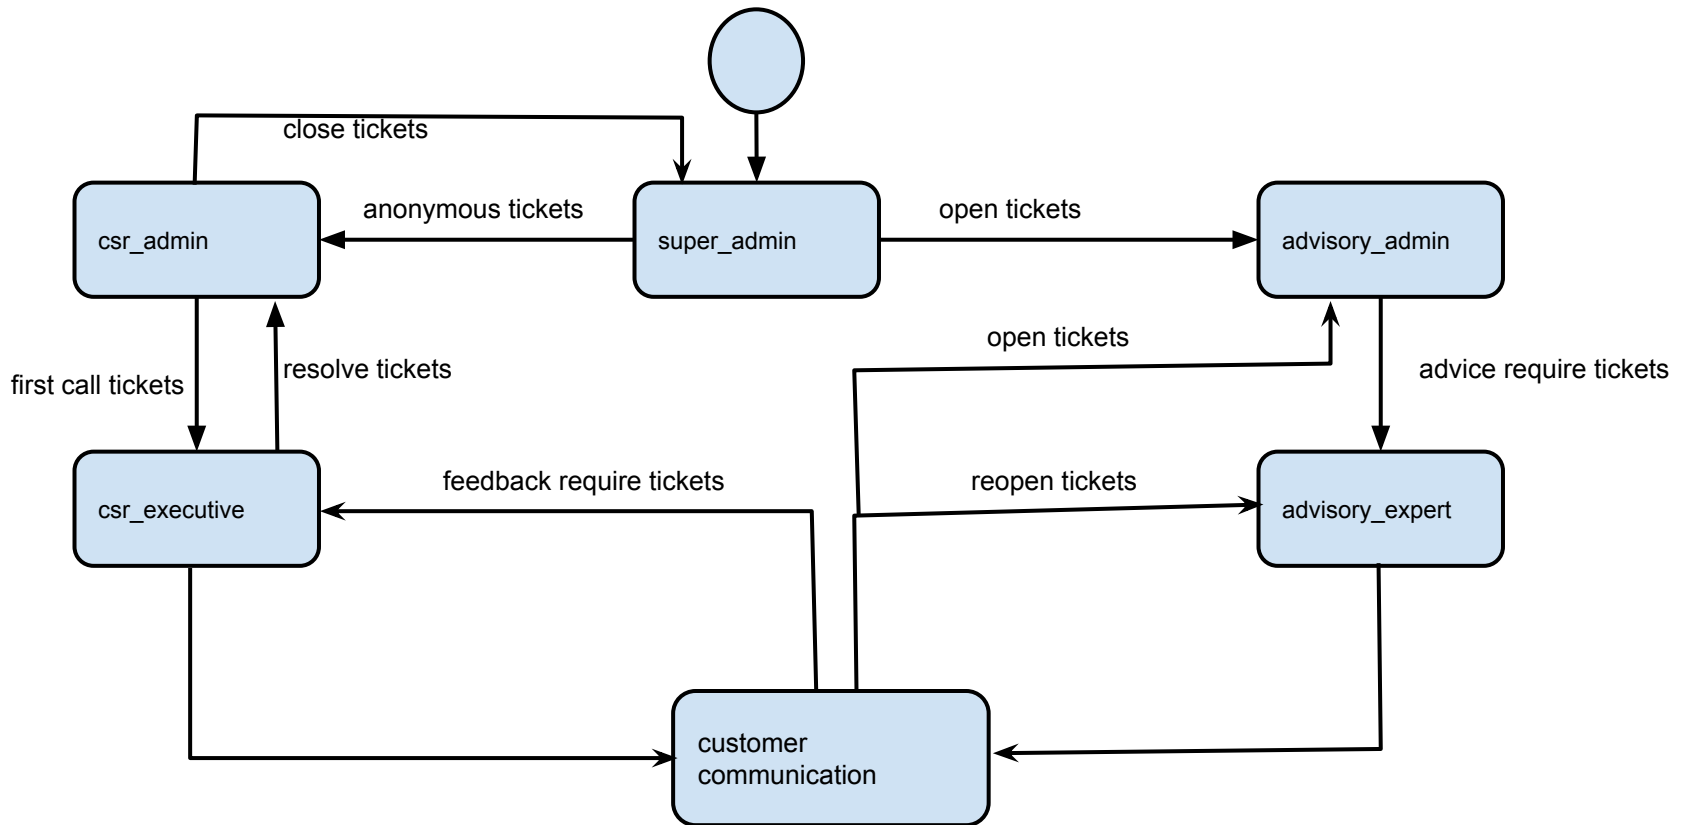 close tickets
anonymous tickets
open tickets
csr_admin
super_admin
advisory_admin
open tickets
first call tickets
resolve tickets
advice require tickets
feedback require tickets
reopen tickets
csr_executive
advisory_expert
customer
communication